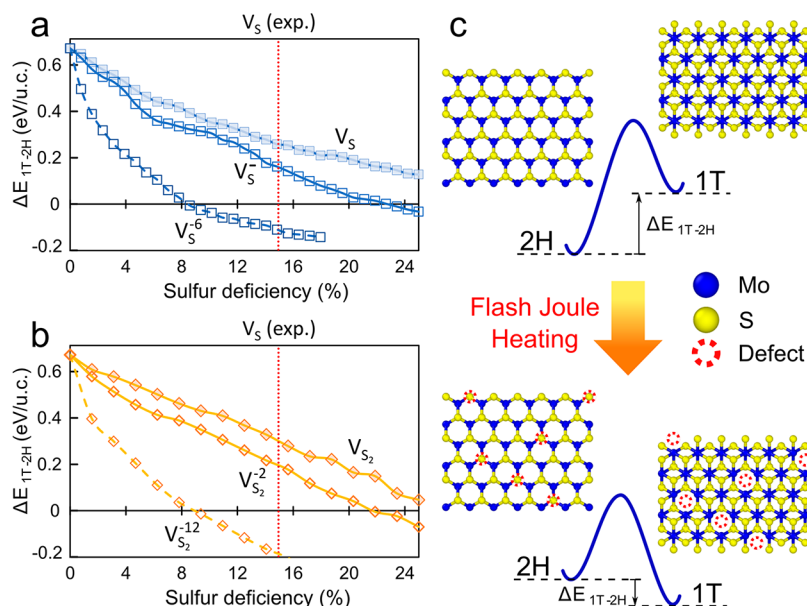 a
V_S (exp.)
ΔE_1T-2H (eV/u.c.)
0.6
0.4
0.2
0
-0.2
V_S
V_S^-
V_S^-6
0 4 8 12 16 20 24
Sulfur deficiency (%)
b
V_S (exp.)
ΔE_1T-2H (eV/u.c.)
0.6
0.4
0.2
0
-0.2
V_S₂
V_S₂^-2
V_S₂^-12
0 4 8 12 16 20 24
Sulfur deficiency (%)
c
1T
ΔE_1T-2H
2H
Flash Joule
Heating
Mo
S
Defect
2H
ΔE_1T-2H
1T